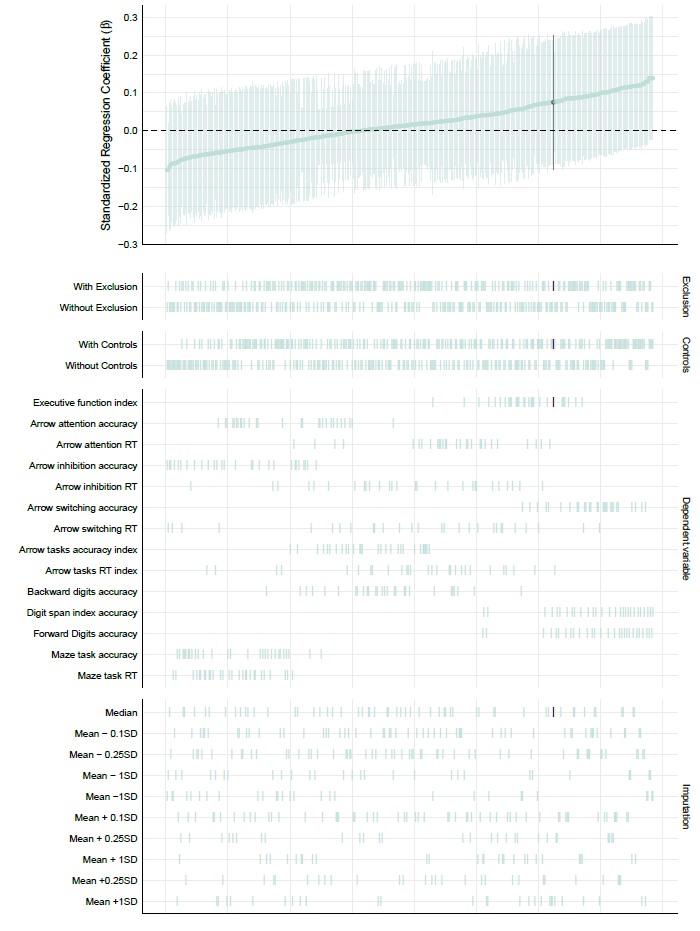 Standardized Regression Coefficient (β)
0.3
0.2
0.1
0.0
−0.1
−0.2
−0.3
With Exclusion
Without Exclusion
Exclusion
With Controls
Without Controls
Controls
Executive function index
Arrow attention accuracy
Arrow attention RT
Arrow inhibition accuracy
Arrow inhibition RT
Arrow switching accuracy
Arrow switching RT
Arrow tasks accuracy index
Arrow tasks RT index
Backward digits accuracy
Digit span index accuracy
Forward Digits accuracy
Maze task accuracy
Maze task RT
Dependent variable
Median
Mean − 0.1SD
Mean − 0.25SD
Mean − 1SD
Mean −1SD
Mean + 0.1SD
Mean + 0.25SD
Mean + 1SD
Mean +0.25SD
Mean +1SD
Imputation